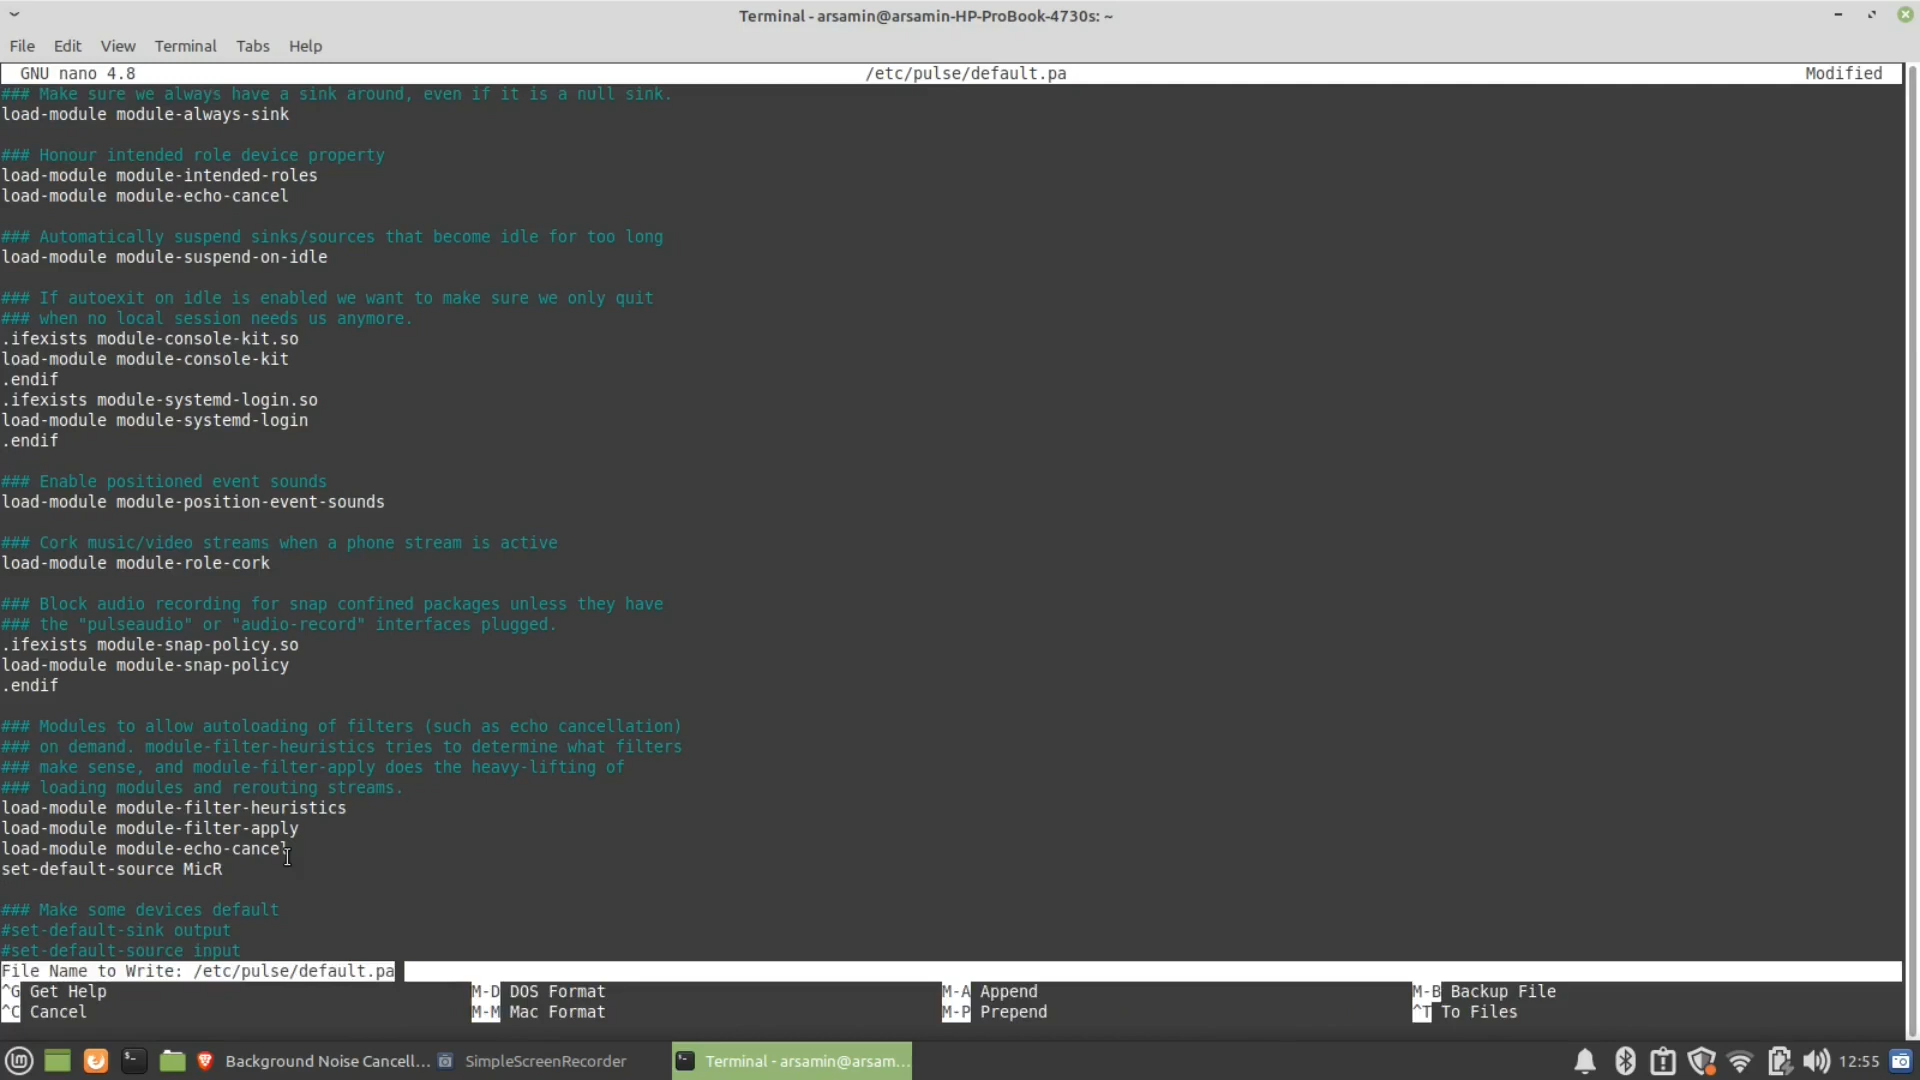 Terminal - arsamin@arsamin-HP-ProBook-4730s: ~
File Edit View Terminal Tabs Help
GNU nano 4.8 /etc/pulse/default.pa Modified
### Make sure we always have a sink around, even if it is a null sink.
load-module module-always-sink
### Honour intended role device property
load-module module-intended-roles
load-module module-echo-cancel
### Automatically suspend sinks/sources that become idle for too long
load-module module-suspend-on-idle
### If autoexit on idle is enabled we want to make sure we only quit
### when no local session needs us anymore.
.ifexists module-console-kit.so
load-module module-console-kit
.endif
.ifexists module-systemd-login.so
load-module module-systemd-login
.endif
### Enable positioned event sounds
load-module module-position-event-sounds
### Cork music/video streams when a phone stream is active
load-module module-role-cork
### Block audio recording for snap confined packages unless they have
### the "pulseaudio" or "audio-record" interfaces plugged.
.ifexists module-snap-policy.so
load-module module-snap-policy
.endif
### Modules to allow autoloading of filters (such as echo cancellation)
### on demand. module-filter-heuristics tries to determine what filters
### make sense, and module-filter-apply does the heavy-lifting of
### loading modules and rerouting streams.
load-module module-filter-heuristics
load-module module-filter-apply
load-module module-echo-cancel
set-default-source MicR
### Make some devices default
#set-default-sink output
#set-default-source input
File Name to Write: /etc/pulse/default.pa
^G Get Help M-D DOS Format M-A Append M-B Backup File
^C Cancel M-M Mac Format M-P Prepend ^T To Files
Background Noise Cancell... SimpleScreenRecorder Terminal - arsamin@arsam... 12:55